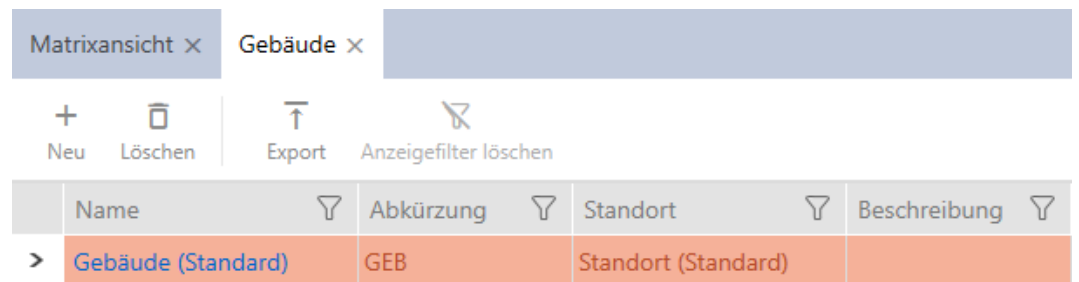 Matrixansicht × Gebäude ×
Neu Löschen Export Anzeigefilter löschen
Name Abkürzung Standort Beschreibung
Gebäude (Standard) GEB Standort (Standard)